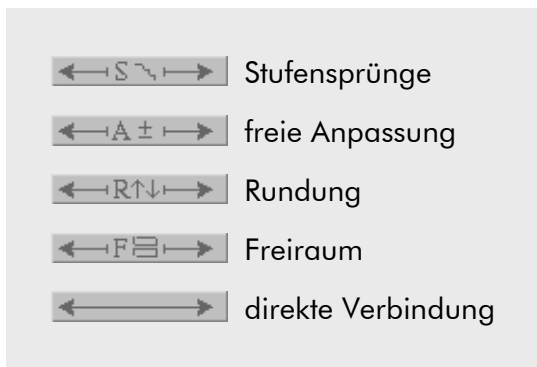 S Stufensprünge
A ± freie Anpassung
R↑↓ Rundung
F Freiraum
direkte Verbindung